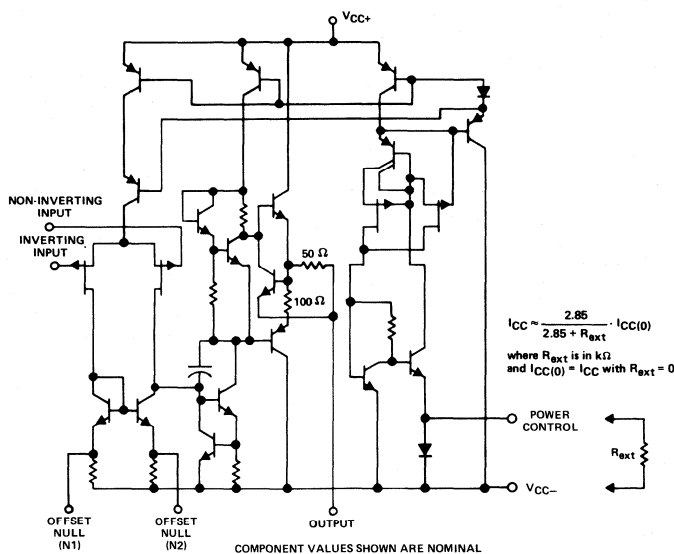 VCC+
NON-INVERTING
INPUT
INVERTING
INPUT
50 Ω
100 Ω
ICC ≈ 2.85 / 2.85 + Rext · ICC(0)
where Rext is in kΩ
and ICC(0) = ICC with Rext = 0
POWER
CONTROL
Rext
VCC−
OFFSET
NULL
(N1)
OFFSET
NULL
(N2)
OUTPUT
COMPONENT VALUES SHOWN ARE NOMINAL